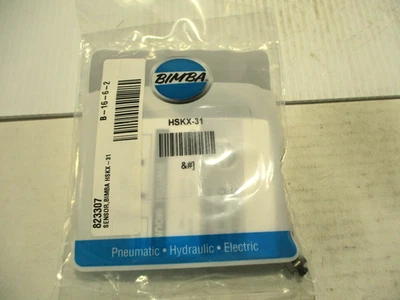 BIMBA
HSKX-31
&#]
Pneumatic • Hydraulic • Electric
B-16-6-2
823307
SENSOR,BIMBA HSKX-31